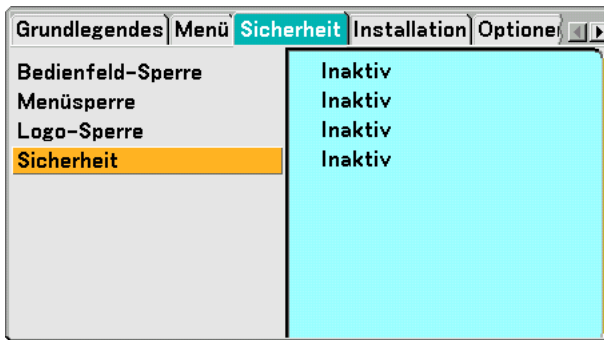 Grundlegendes Menü Sicherheit Installation Optione
Bedienfeld-Sperre Inaktiv
Menüsperre Inaktiv
Logo-Sperre Inaktiv
Sicherheit Inaktiv